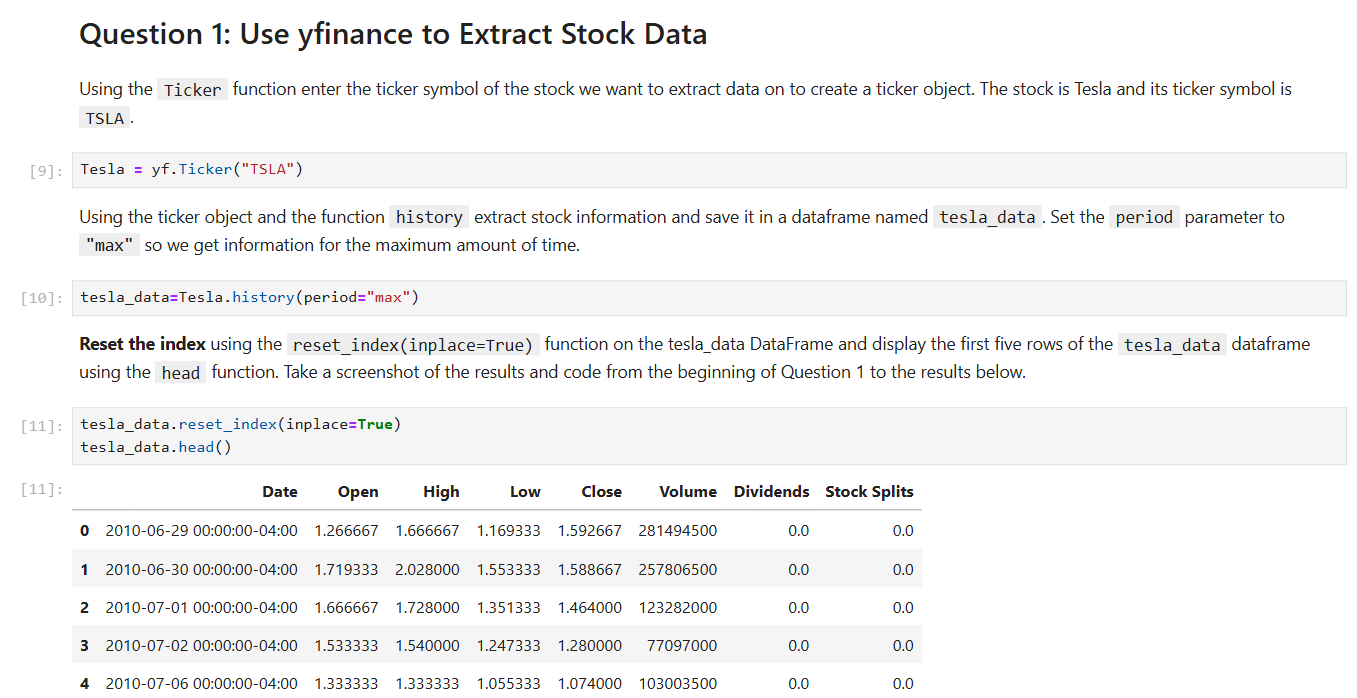 Question 1: Use yfinance to Extract Stock Data
Using the Ticker function enter the ticker symbol of the stock we want to extract data on to create a ticker object. The stock is Tesla and its ticker symbol is
TSLA .
[9]: Tesla = yf.Ticker("TSLA")
Using the ticker object and the function history extract stock information and save it in a dataframe named tesla_data . Set the period parameter to
"max" so we get information for the maximum amount of time.
[10]: tesla_data=Tesla.history(period="max")
Reset the index using the reset_index(inplace=True) function on the tesla_data DataFrame and display the first five rows of the tesla_data dataframe
using the head function. Take a screenshot of the results and code from the beginning of Question 1 to the results below.
[11]: tesla_data.reset_index(inplace=True)
tesla_data.head()
[11]: Date Open High Low Close Volume Dividends Stock Splits
0 2010-06-29 00:00:00-04:00 1.266667 1.666667 1.169333 1.592667 281494500 0.0 0.0
1 2010-06-30 00:00:00-04:00 1.719333 2.028000 1.553333 1.588667 257806500 0.0 0.0
2 2010-07-01 00:00:00-04:00 1.666667 1.728000 1.351333 1.464000 123282000 0.0 0.0
3 2010-07-02 00:00:00-04:00 1.533333 1.540000 1.247333 1.280000 77097000 0.0 0.0
4 2010-07-06 00:00:00-04:00 1.333333 1.333333 1.055333 1.074000 103003500 0.0 0.0